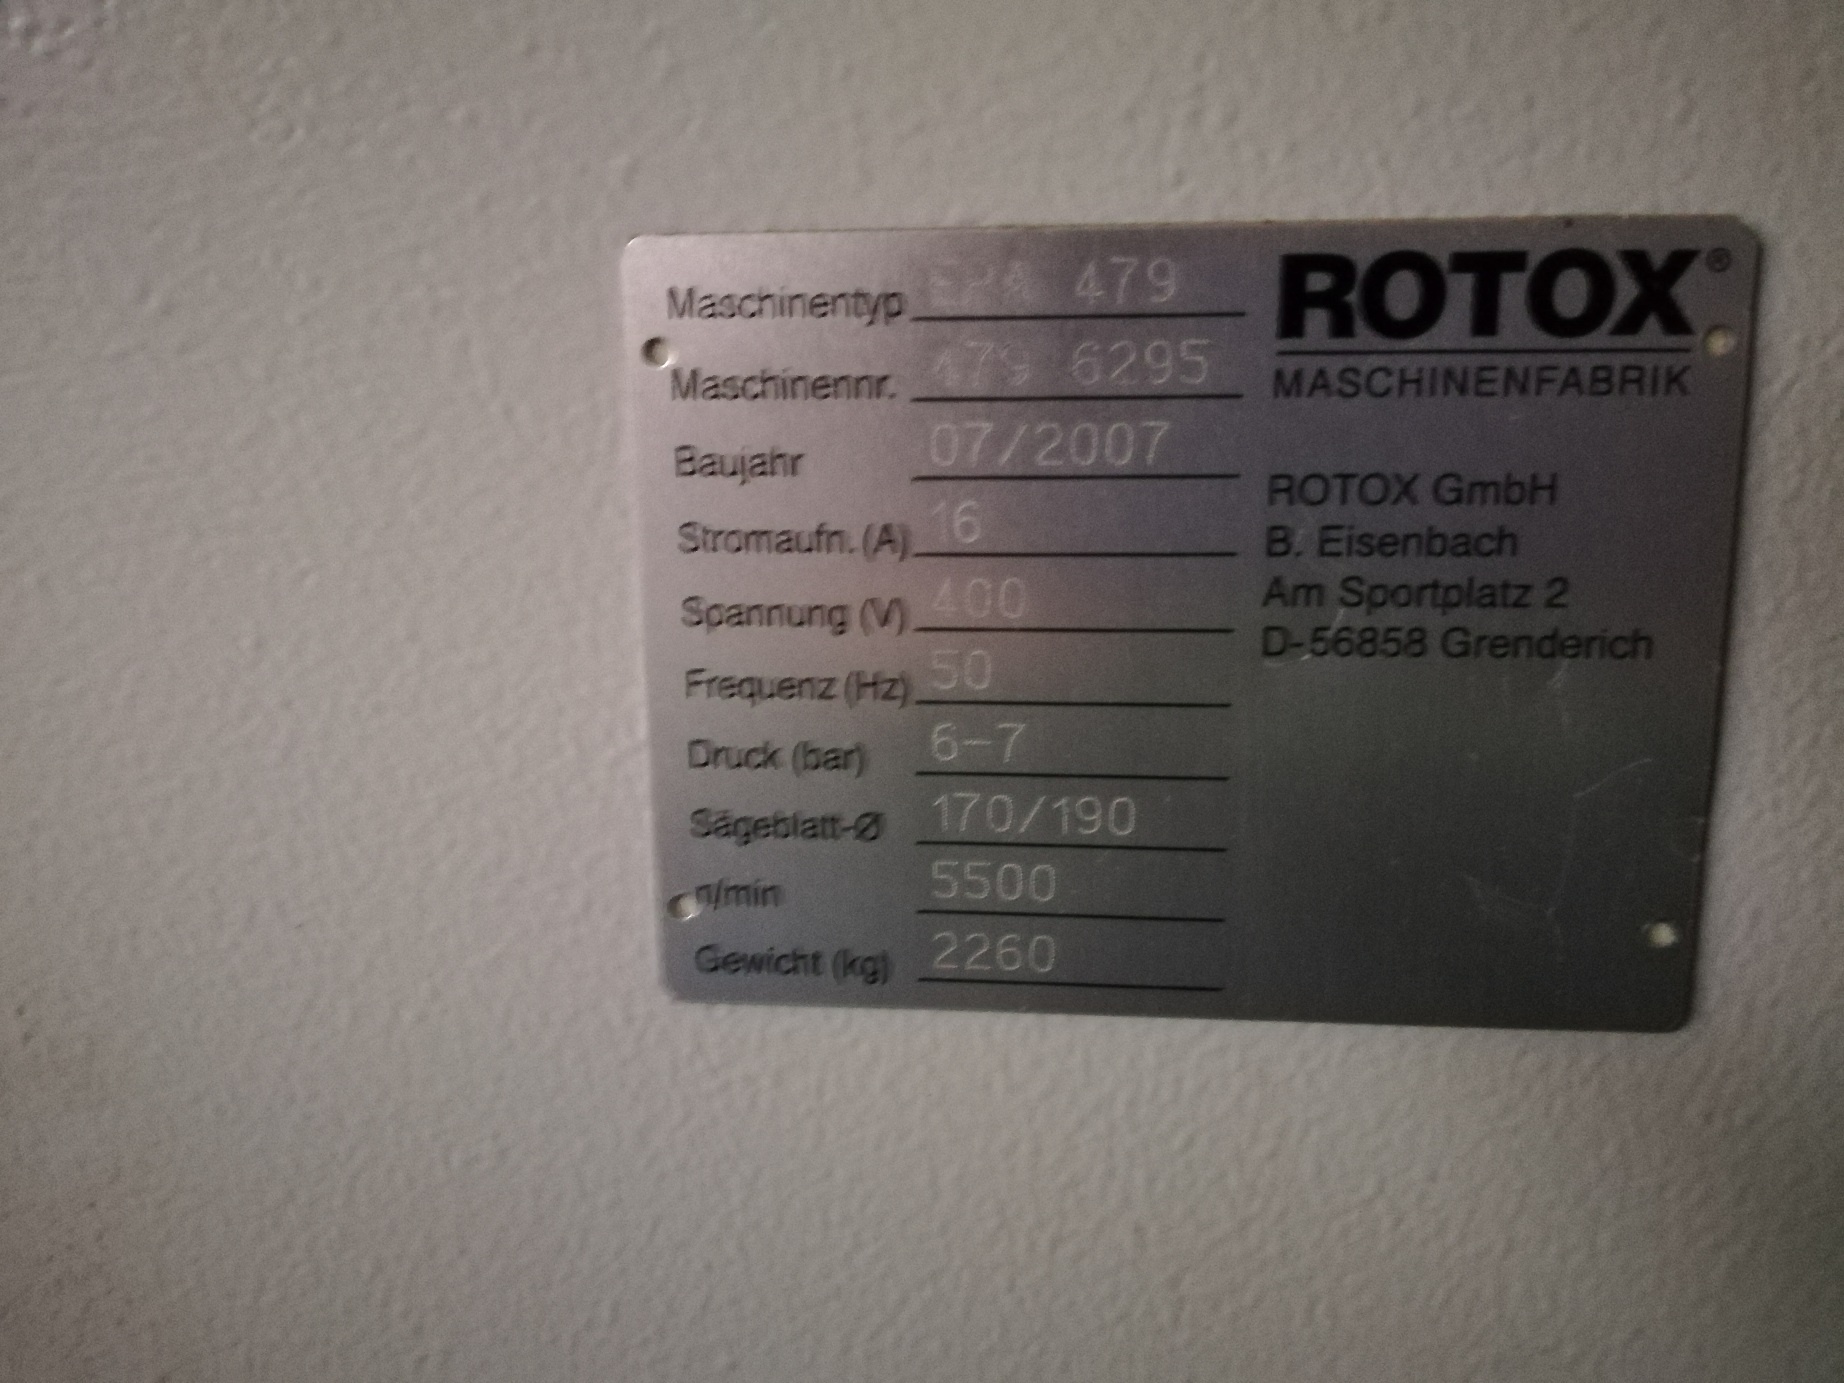 Maschinentyp EPA 479
Maschinennr. 479 6295
Baujahr 07/2007
Stromaufn. (A) 16
Spannung (V) 400
Frequenz (Hz) 50
Druck (bar) 6-7
Sägeblatt-Ø 170/190
n/min 5500
Gewicht (kg) 2260
ROTOX®
MASCHINENFABRIK
ROTOX GmbH
B. Eisenbach
Am Sportplatz 2
D-56858 Grenderich